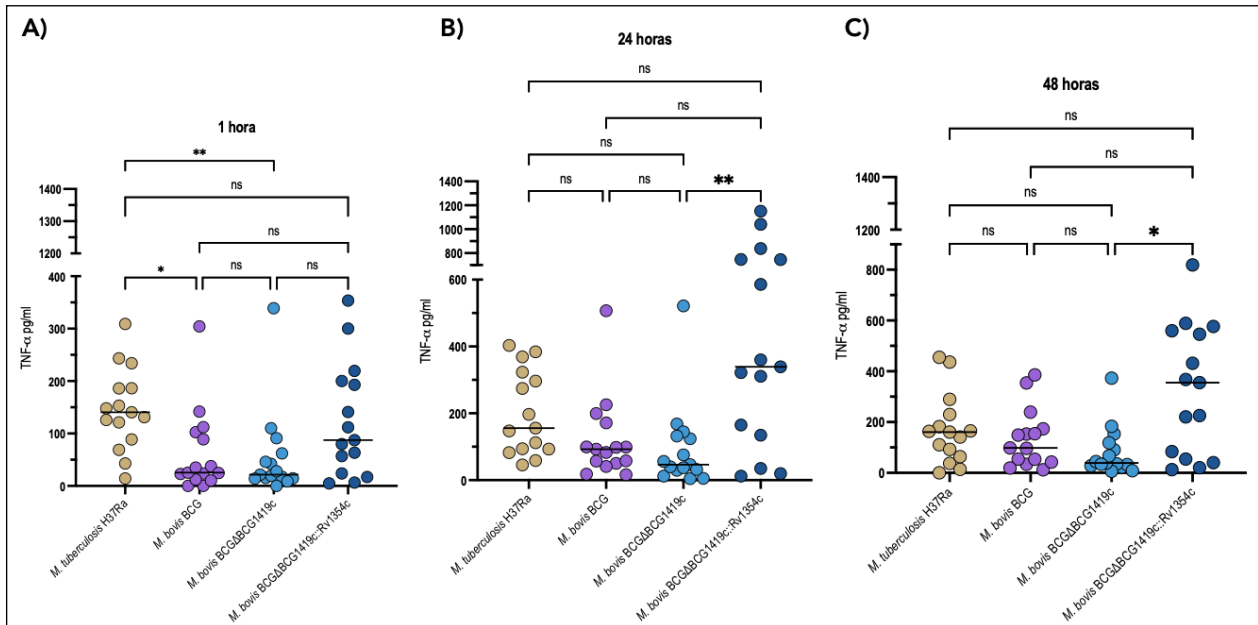 A)
1 hora
**
ns
ns
*
ns
ns
1400
1300
1200
400
300
200
100
0
TNF-α pg/ml
M. tuberculosis H37Ra
M. bovis BCG
M. bovis BCGΔBCG1419c
M. bovis BCGΔBCG1419c::Rv1354c
B)
24 horas
ns
ns
ns
ns
ns
**
1400
1200
1000
800
600
400
200
0
TNF-α pg/ml
M. tuberculosis H37Ra
M. bovis BCG
M. bovis BCGΔBCG1419c
M. bovis BCGΔBCG1419c::Rv1354c
C)
48 horas
ns
ns
ns
ns
ns
*
1400
1200
800
600
400
200
0
TNF-α pg/ml
M. tuberculosis H37Ra
M. bovis BCG
M. bovis BCGΔBCG1419c
M. bovis BCGΔBCG1419c::Rv1354c